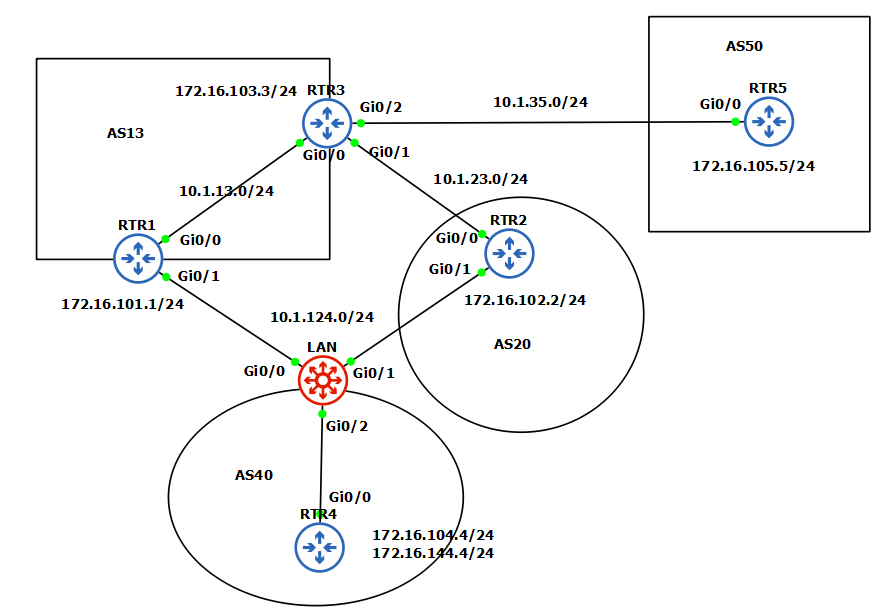 AS50
RTR5
172.16.103.3/24
RTR3
Gi0/2
10.1.35.0/24
Gi0/0
AS13
Gi0/0
Gi0/1
172.16.105.5/24
10.1.13.0/24
10.1.23.0/24
RTR1
RTR2
Gi0/0
Gi0/0
Gi0/1
Gi0/1
172.16.101.1/24
172.16.102.2/24
10.1.124.0/24
LAN
AS20
Gi0/0
Gi0/1
Gi0/2
AS40
Gi0/0
RTR4
172.16.104.4/24
172.16.144.4/24